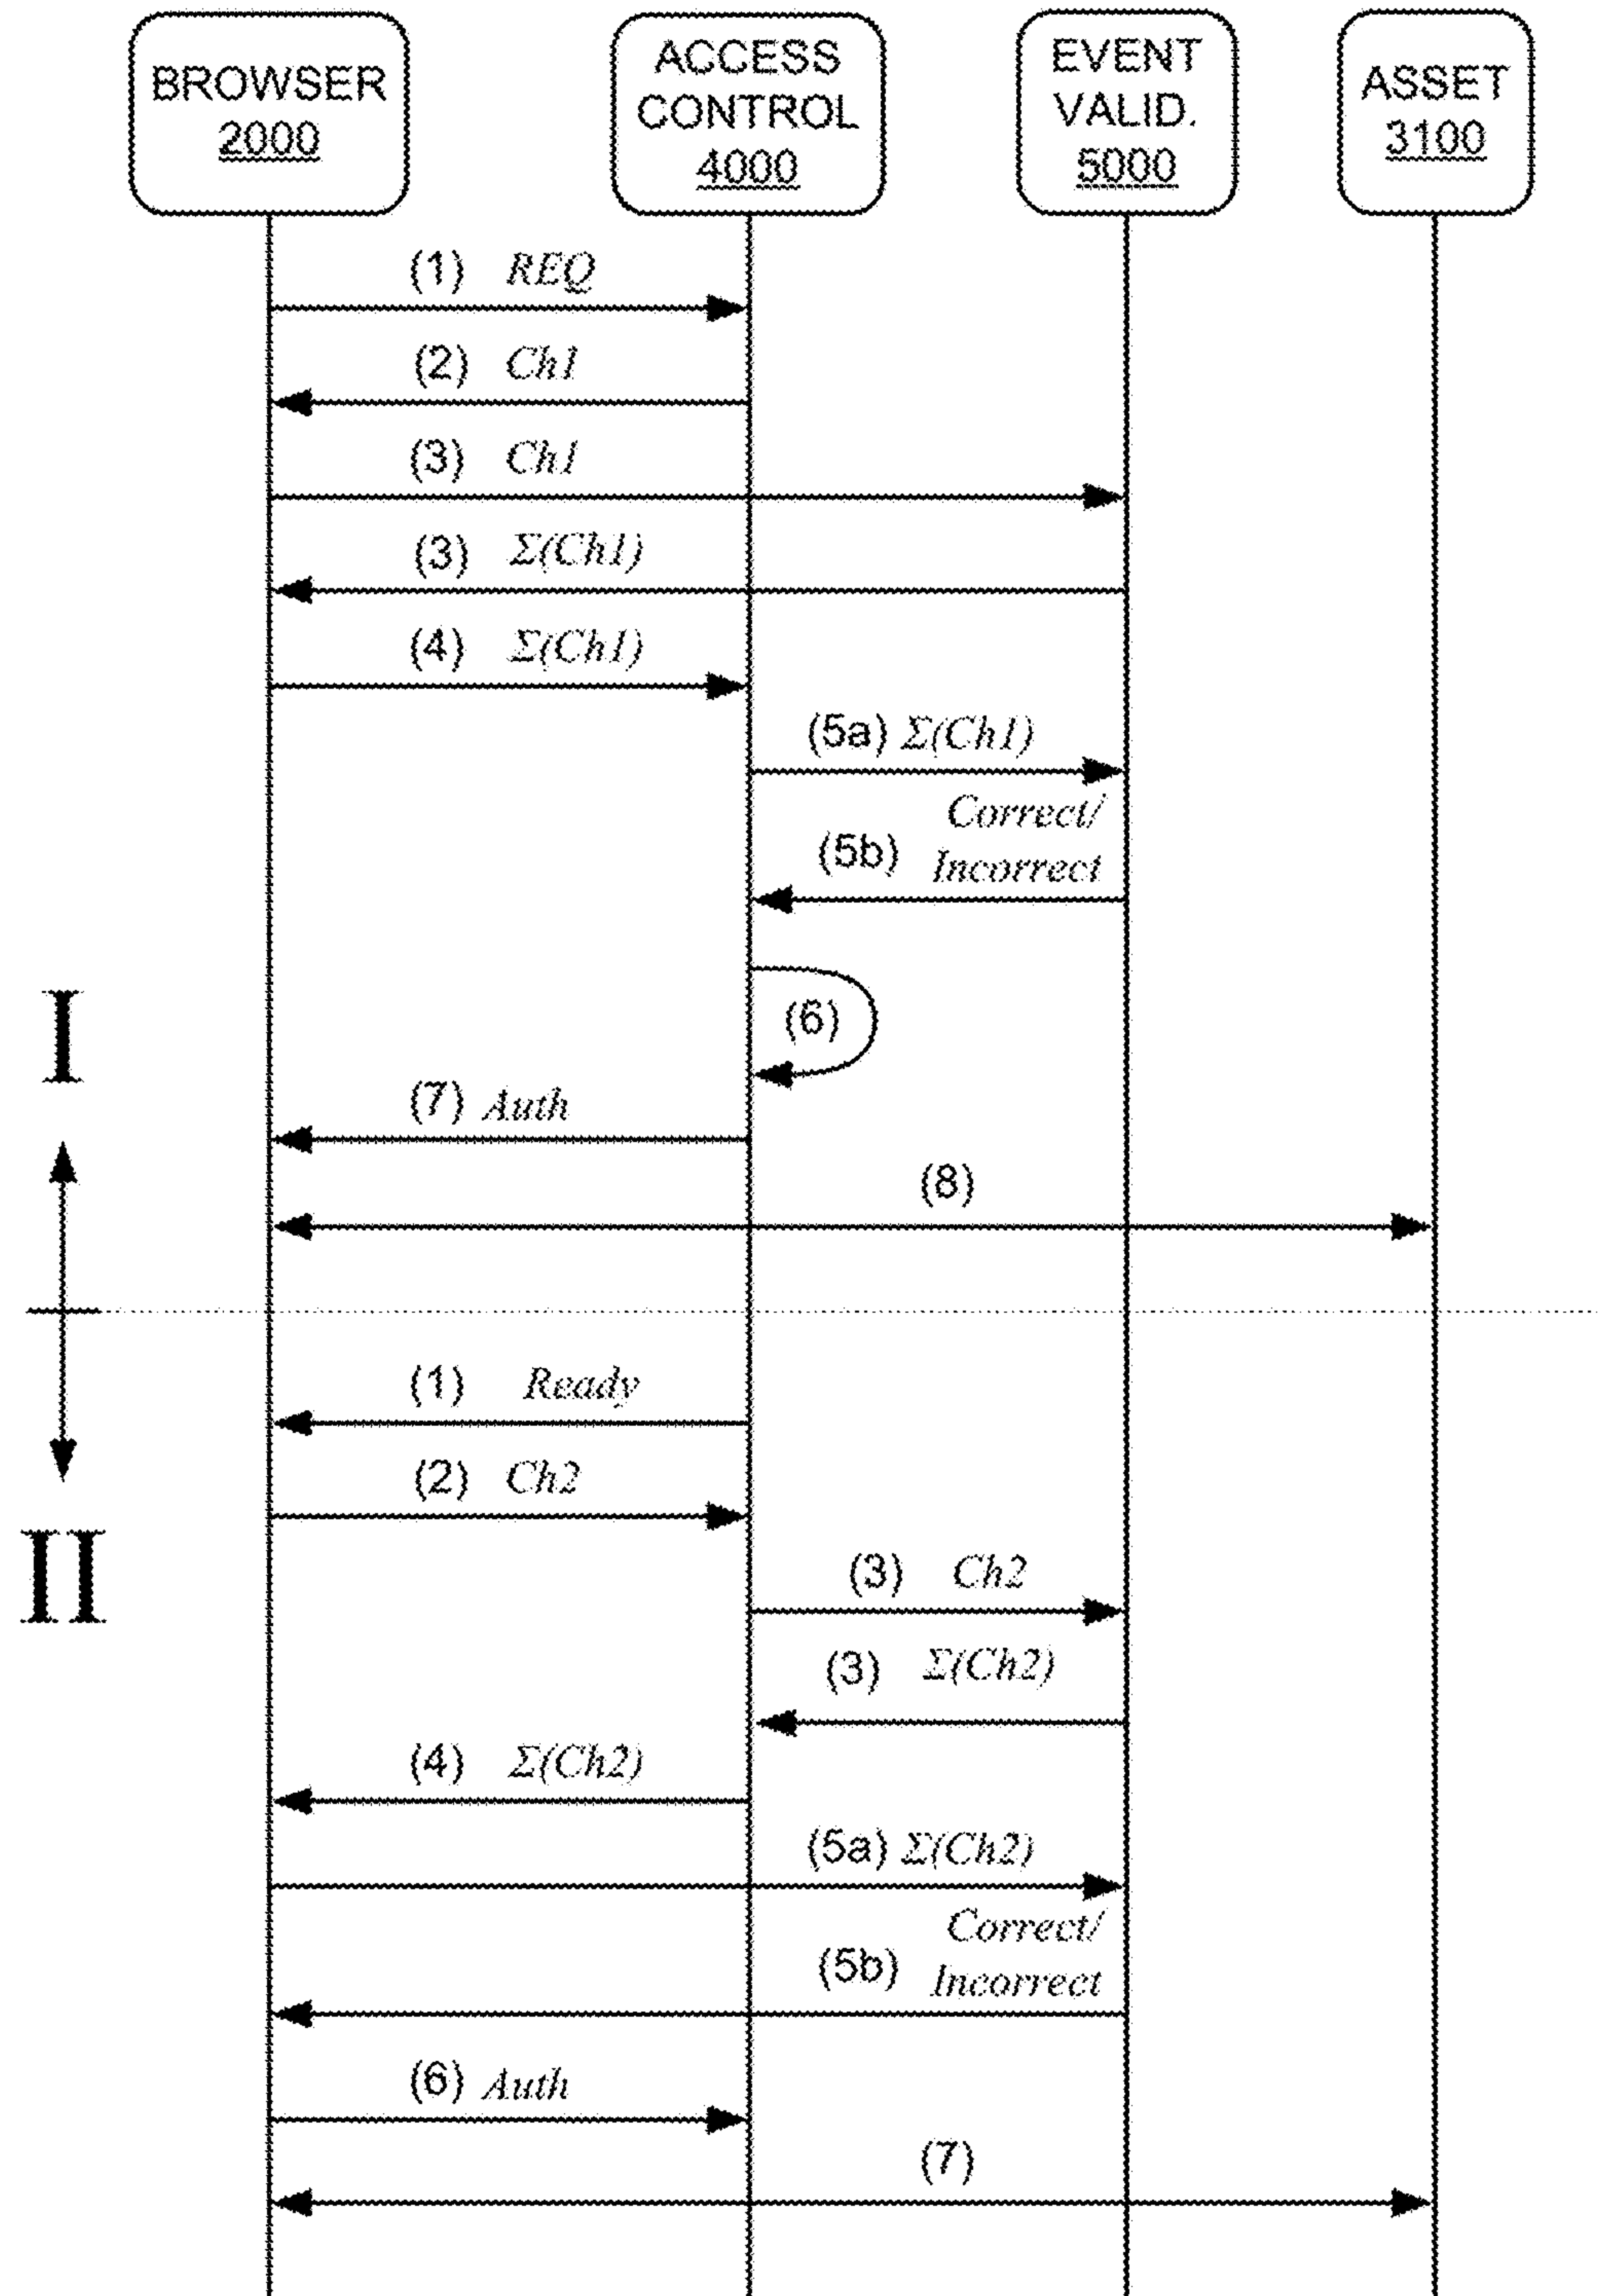 BROWSER
2000
ACCESS
CONTROL
4000
EVENT
VALID.
5000
ASSET
3100
(1) REQ
(2) Ch1
(3) Ch1
(3) Σ(Ch1)
(4) Σ(Ch1)
(5a) Σ(Ch1)
Correct/
(5b) Incorrect
(6)
I
(7) Auth
(8)
(1) Ready
(2) Ch2
II
(3) Ch2
(3) Σ(Ch2)
(4) Σ(Ch2)
(5a) Σ(Ch2)
Correct/
(5b) Incorrect
(6) Auth
(7)